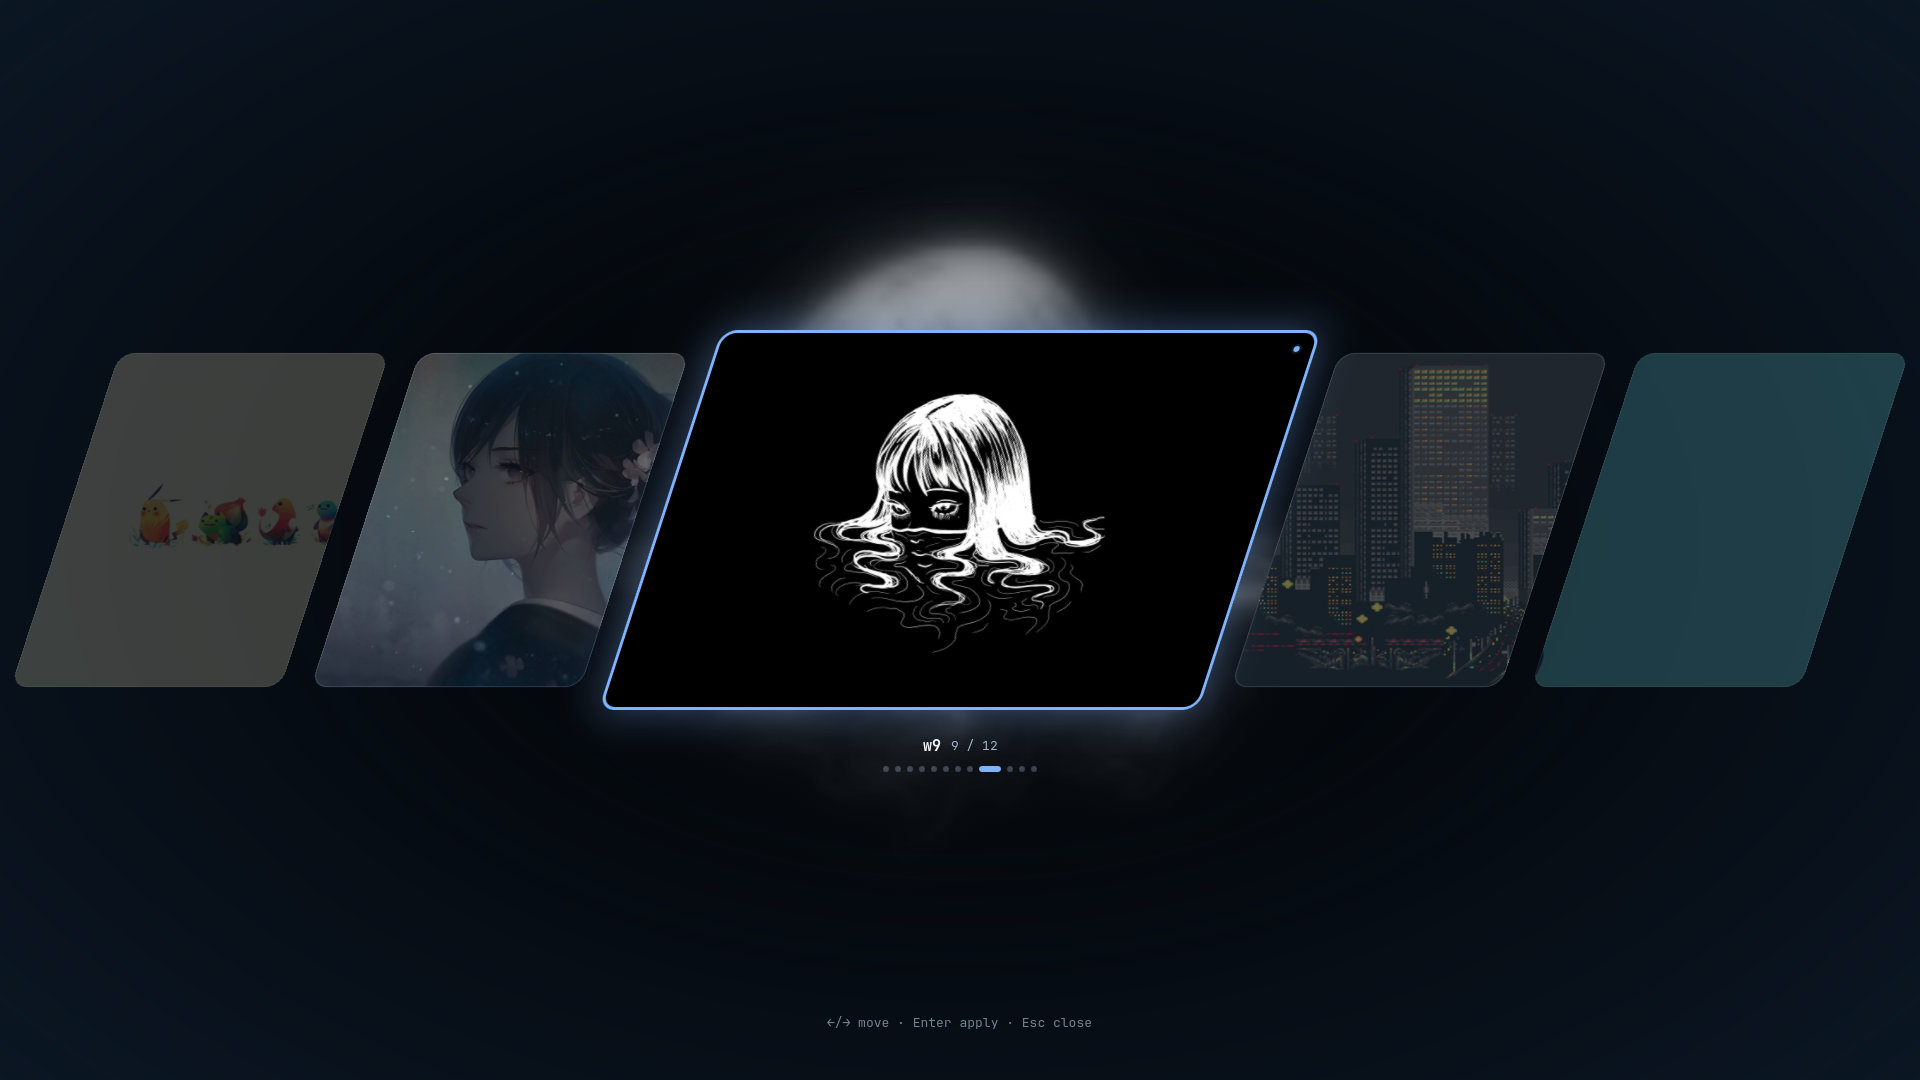 w9 9 / 12
←/→ move · Enter apply · Esc close